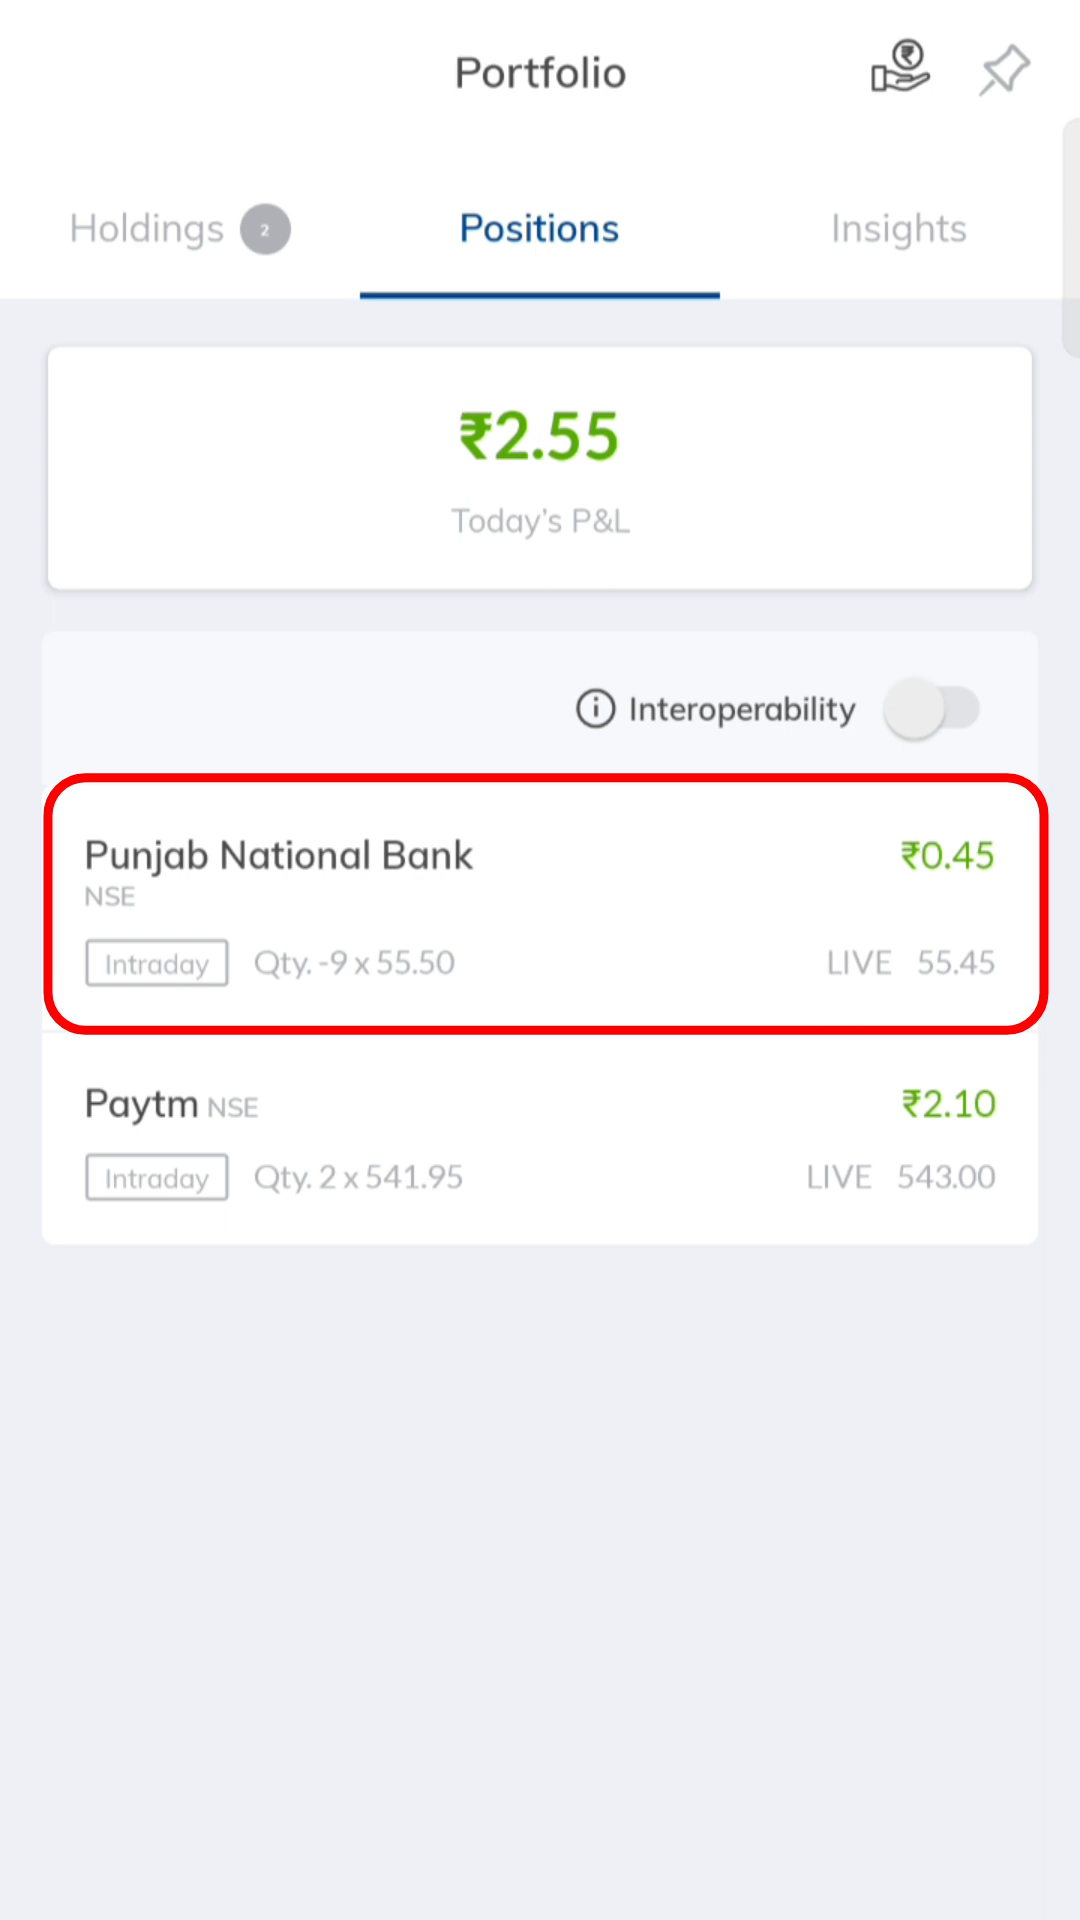 Portfolio
Holdings 2 Positions Insights
₹2.55
Today's P&L
Interoperability
Punjab National Bank ₹0.45
NSE
Intraday Qty. -9 x 55.50 LIVE 55.45
Paytm NSE ₹2.10
Intraday Qty. 2 x 541.95 LIVE 543.00